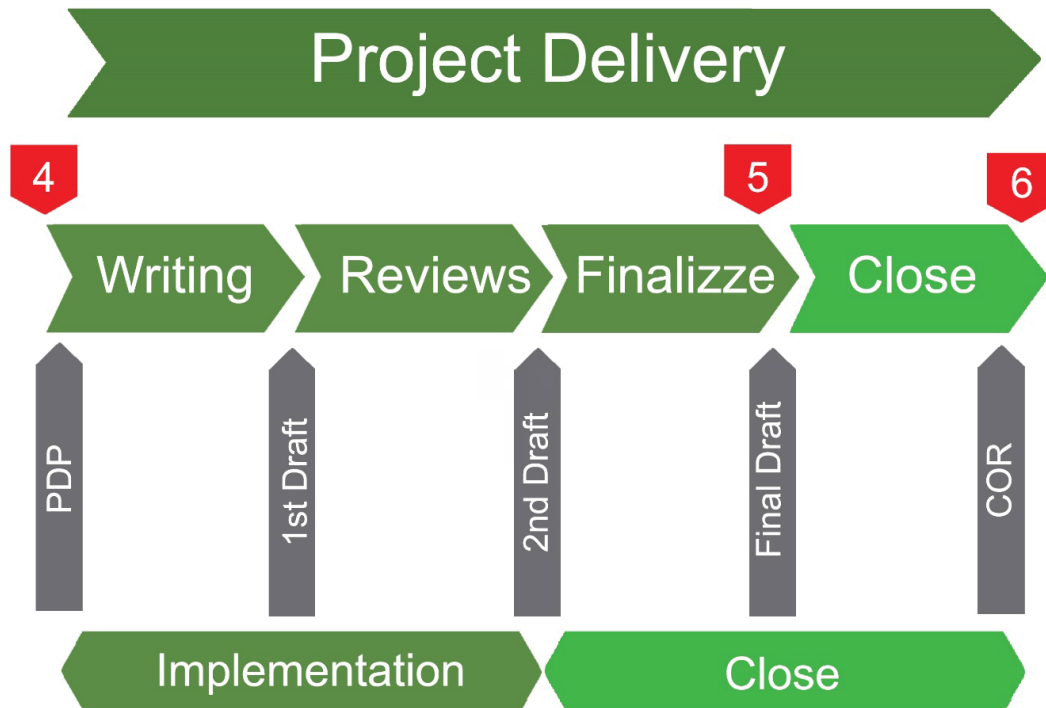 Project Delivery
4
5
6
Writing
Reviews
Finalizze
Close
PDP
1st Draft
2nd Draft
Final Draft
COR
Implementation
Close